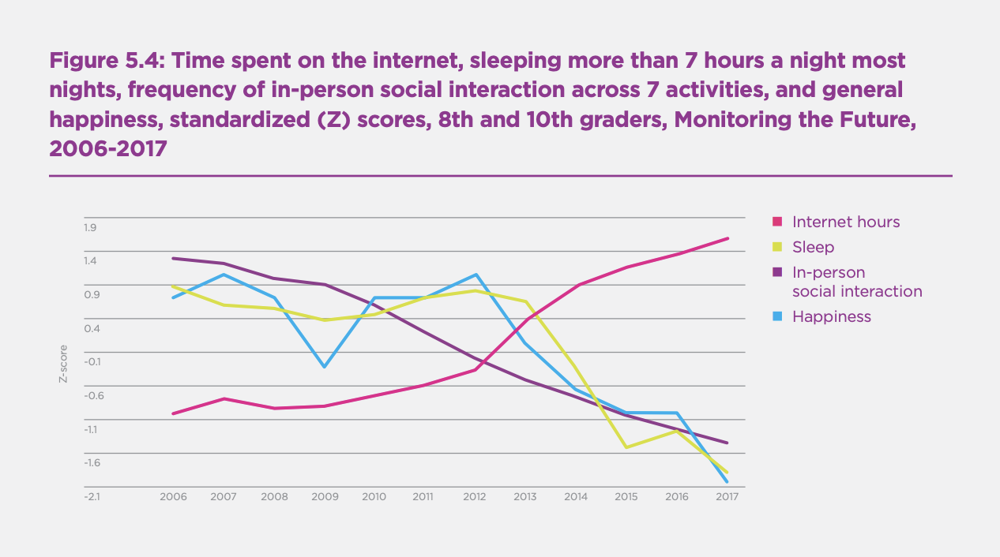 Figure 5.4: Time spent on the internet, sleeping more than 7 hours a night most
nights, frequency of in-person social interaction across 7 activities, and general
happiness, standardized (Z) scores, 8th and 10th graders, Monitoring the Future,
2006-2017
Z-score
1.9
1.4
0.9
0.4
-0.1
-0.6
-1.1
-1.6
-2.1
2006 2007 2008 2009 2010 2011 2012 2013 2014 2015 2016 2017
Internet hours
Sleep
In-person
social interaction
Happiness